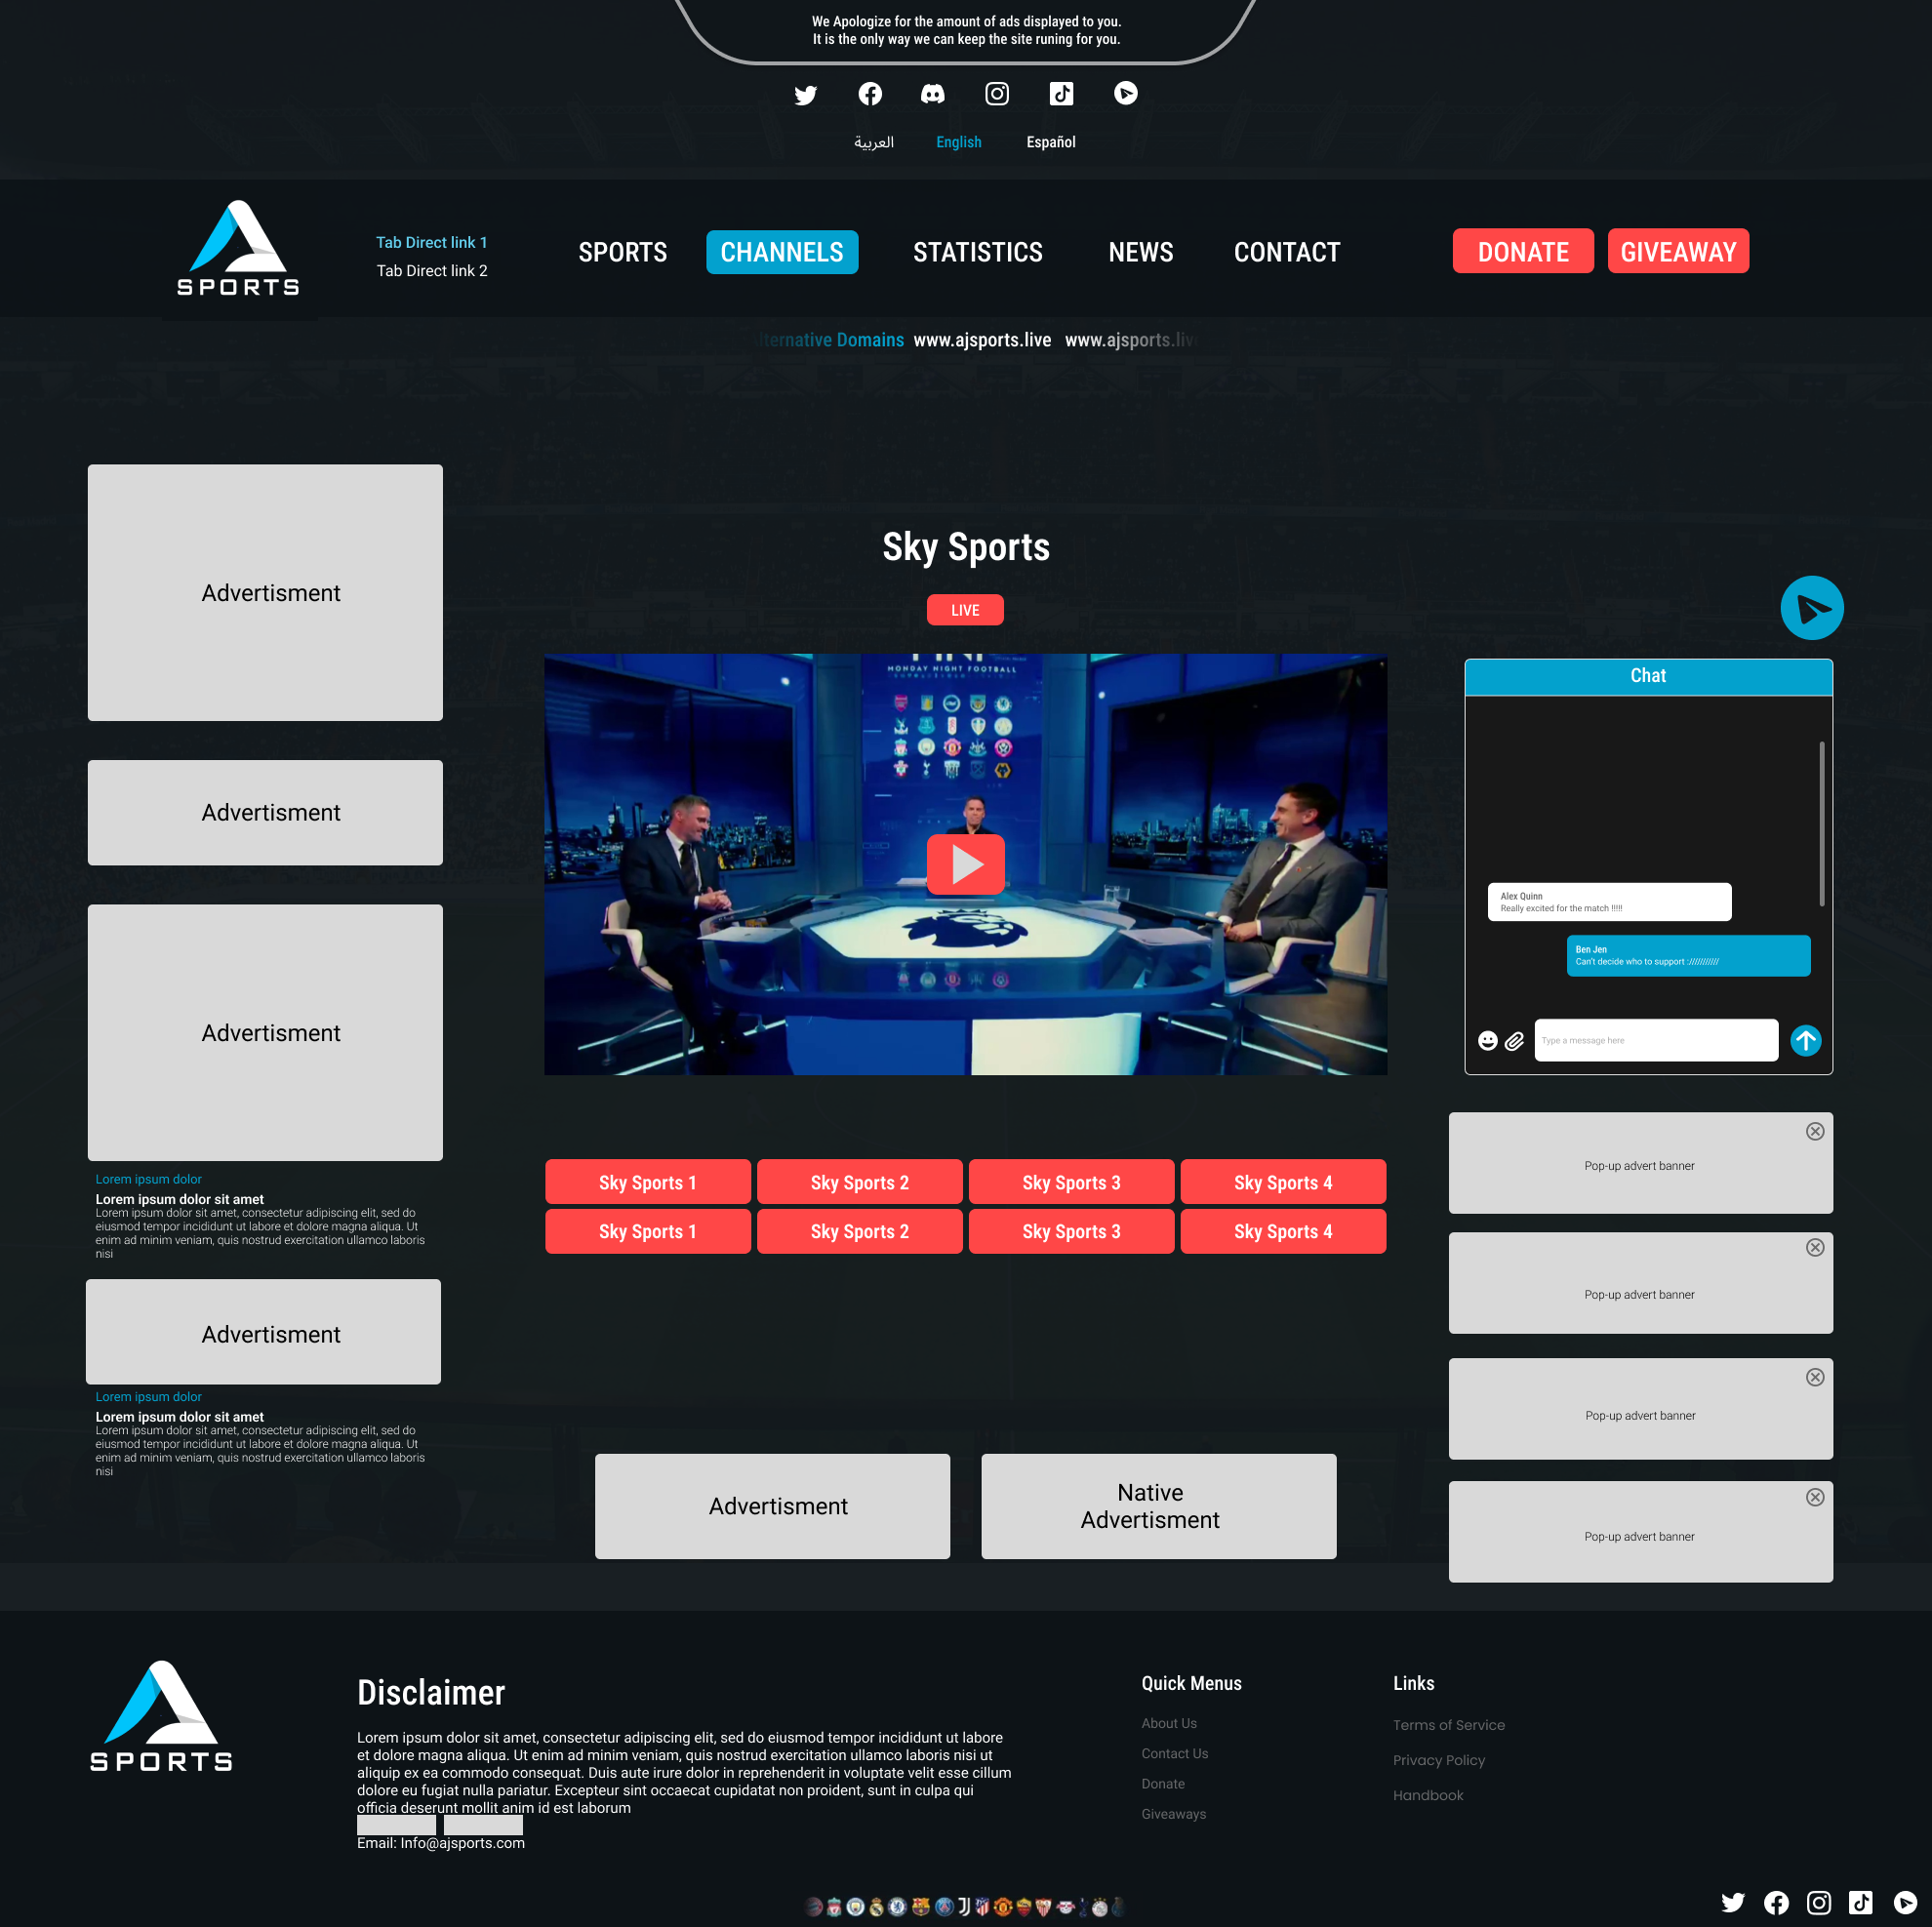 We Apologize for the amount of ads displayed to you.
It is the only way we can keep the site runing for you.
العربية English Español
SPORTS
Tab Direct link 1
Tab Direct link 2
SPORTS CHANNELS STATISTICS NEWS CONTACT
DONATE GIVEAWAY
lternative Domains www.ajsports.live www.ajsports.liv
Advertisment
Advertisment
Advertisment
Lorem ipsum dolor
Lorem ipsum dolor sit amet
Lorem ipsum dolor sit amet, consectetur adipiscing elit, sed do
eiusmod tempor incididunt ut labore et dolore magna aliqua. Ut
enim ad minim veniam, quis nostrud exercitation ullamco laboris
nisi
Advertisment
Lorem ipsum dolor
Lorem ipsum dolor sit amet
Lorem ipsum dolor sit amet, consectetur adipiscing elit, sed do
eiusmod tempor incididunt ut labore et dolore magna aliqua. Ut
enim ad minim veniam, quis nostrud exercitation ullamco laboris
nisi
Sky Sports
LIVE
MONDAY NIGHT FOOTBALL
Sky Sports 1 Sky Sports 2 Sky Sports 3 Sky Sports 4
Sky Sports 1 Sky Sports 2 Sky Sports 3 Sky Sports 4
Advertisment
Native
Advertisment
Chat
Alex Quinn
Really excited for the match !!!!!
Ben Jen
Can't decide who to support ://///////////
Type a message here
Pop-up advert banner
Pop-up advert banner
Pop-up advert banner
Pop-up advert banner
SPORTS
Disclaimer
Lorem ipsum dolor sit amet, consectetur adipiscing elit, sed do eiusmod tempor incididunt ut labore
et dolore magna aliqua. Ut enim ad minim veniam, quis nostrud exercitation ullamco laboris nisi ut
aliquip ex ea commodo consequat. Duis aute irure dolor in reprehenderit in voluptate velit esse cillum
dolore eu fugiat nulla pariatur. Excepteur sint occaecat cupidatat non proident, sunt in culpa qui
officia deserunt mollit anim id est laborum
Email: Info@ajsports.com
Quick Menus
About Us
Contact Us
Donate
Giveaways
Links
Terms of Service
Privacy Policy
Handbook